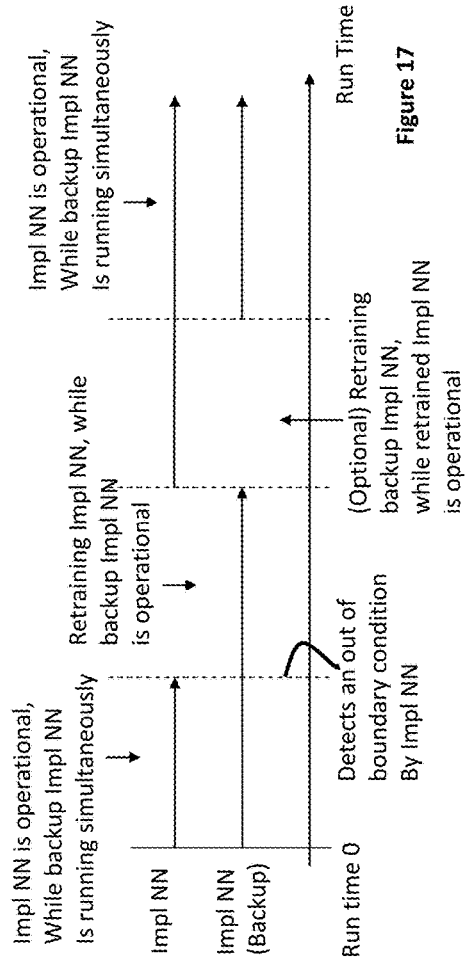 Impl NN is operational,
While backup Impl NN
Is running simultaneously
Retraining Impl NN, while
backup Impl NN
is operational
Impl NN is operational,
While backup Impl NN
Is running simultaneously
Impl NN
Impl NN
(Backup)
Run time 0
Detects an out of
boundary condition
By Impl NN
(Optional) Retraining
backup Impl NN,
while retrained Impl NN
is operational
Run Time
Figure 17